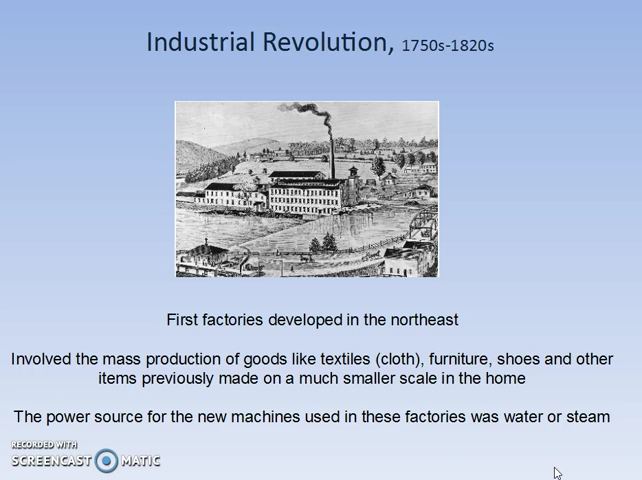 Industrial Revolution, 1750s-1820s
First factories developed in the northeast
Involved the mass production of goods like textiles (cloth), furniture, shoes and other
items previously made on a much smaller scale in the home
The power source for the new machines used in these factories was water or steam
RECORDED WITH
SCREENCAST MATIC